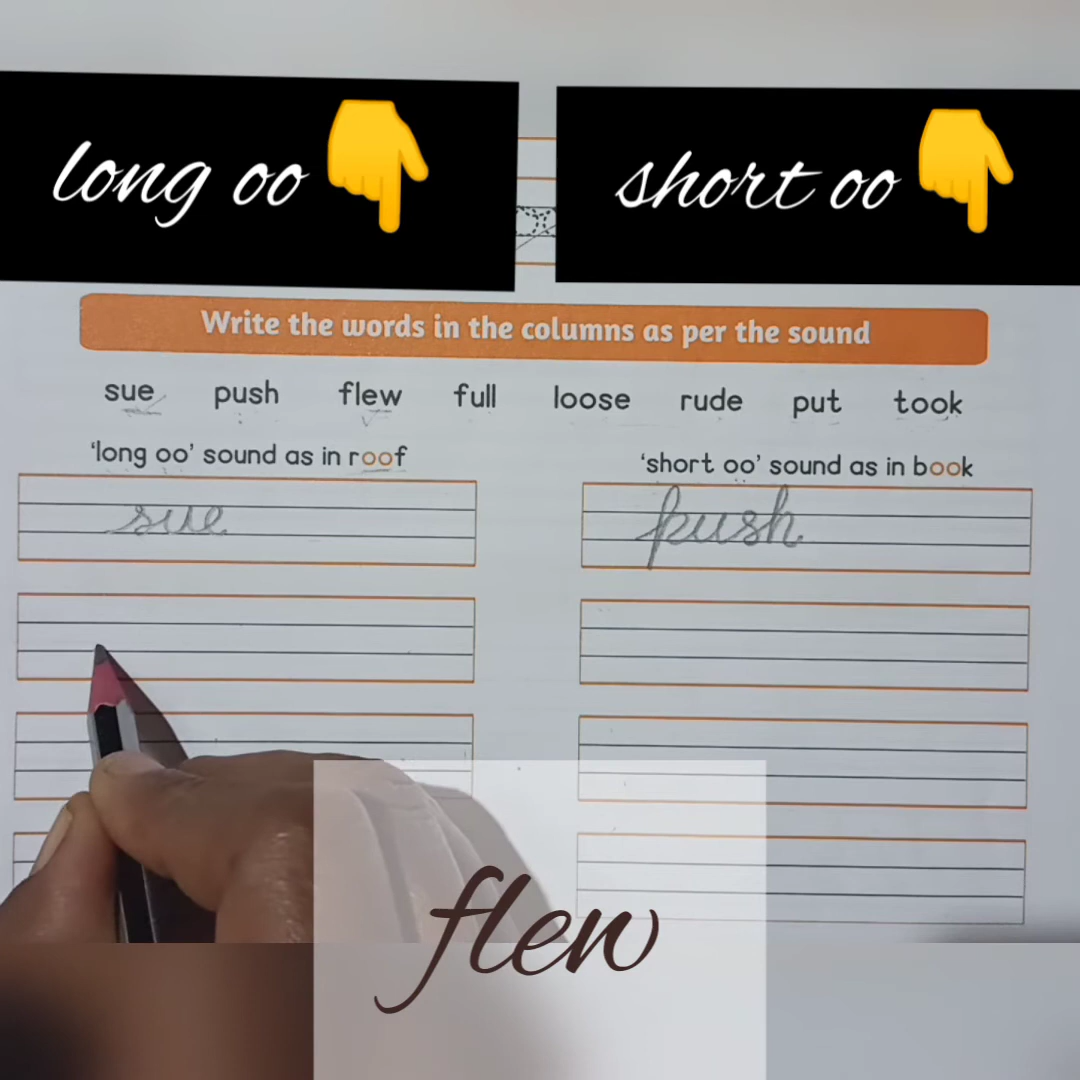 long oo 👇 short oo 👇
Write the words in the columns as per the sound
sue push flew full loose rude put took
‘long oo’ sound as in roof
‘short oo’ sound as in book
sue
push
flew